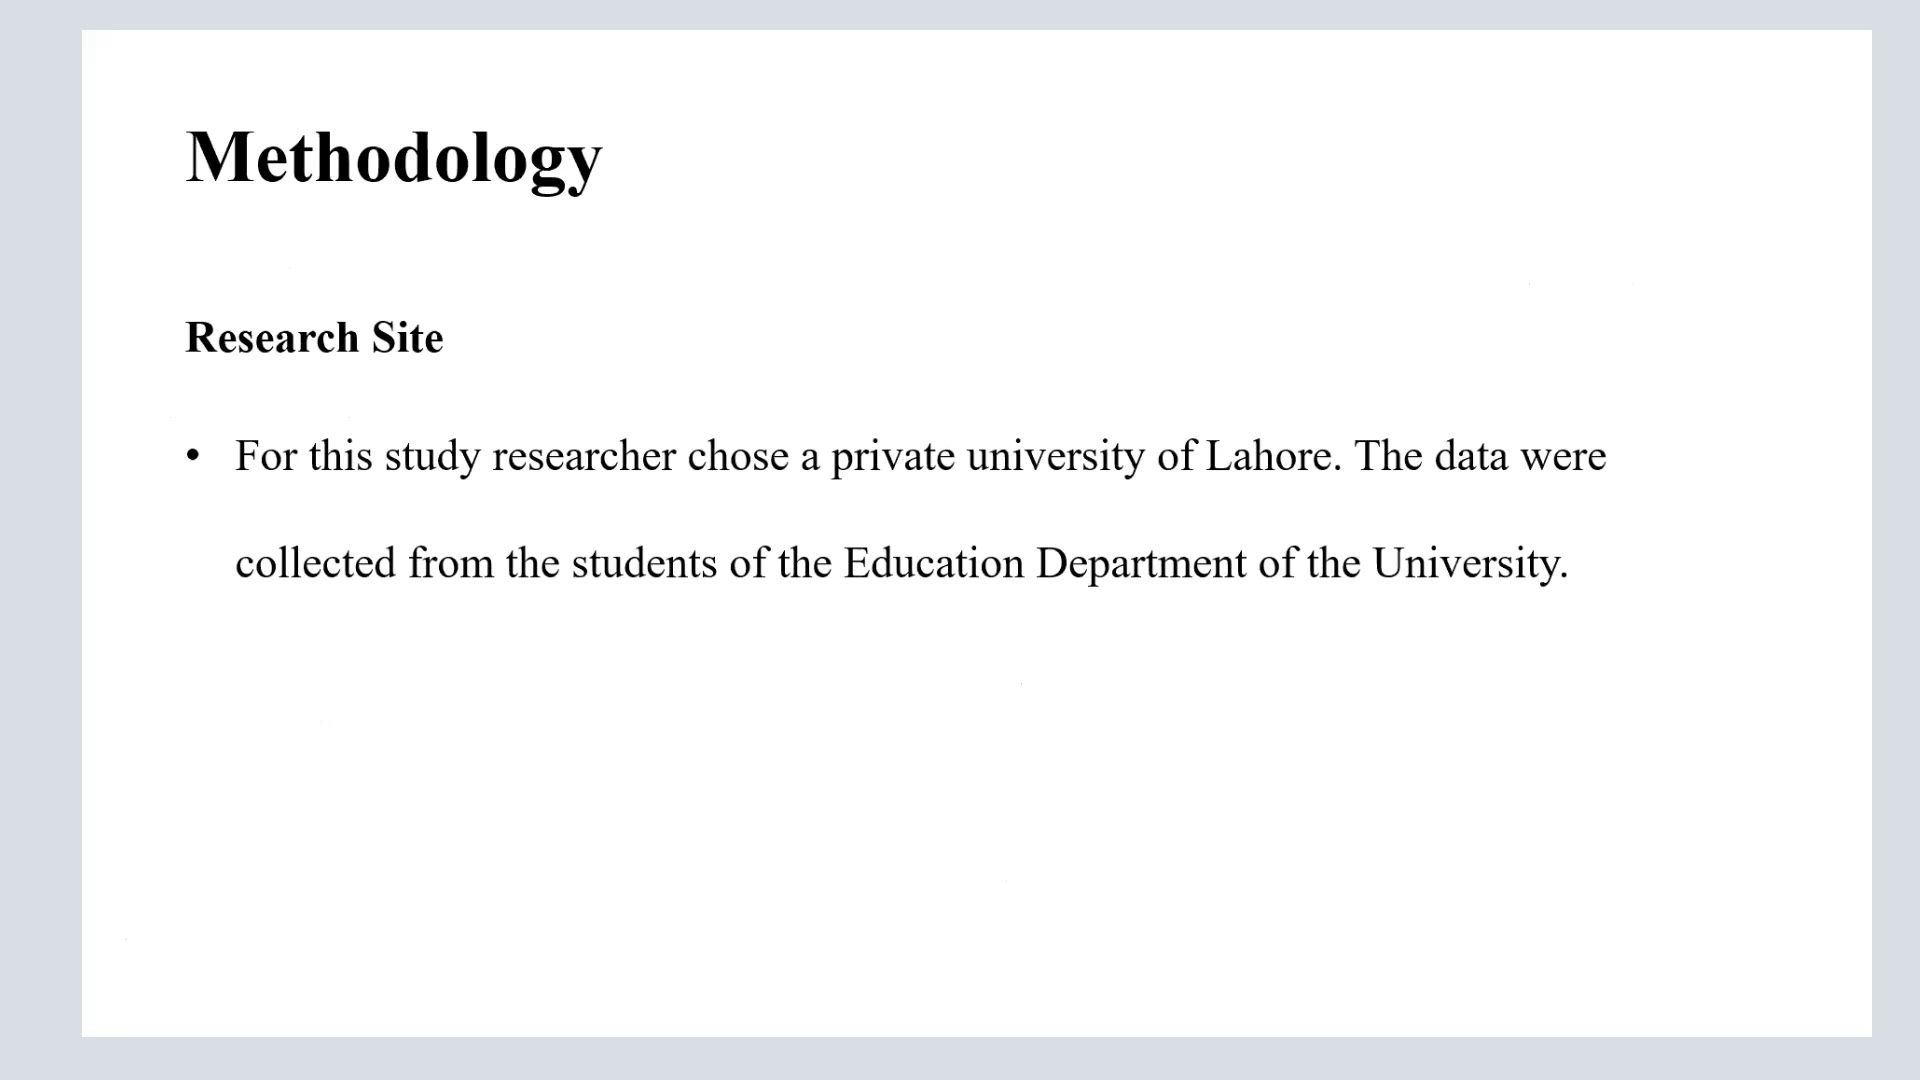 Methodology
Research Site
• For this study researcher chose a private university of Lahore. The data were
collected from the students of the Education Department of the University.